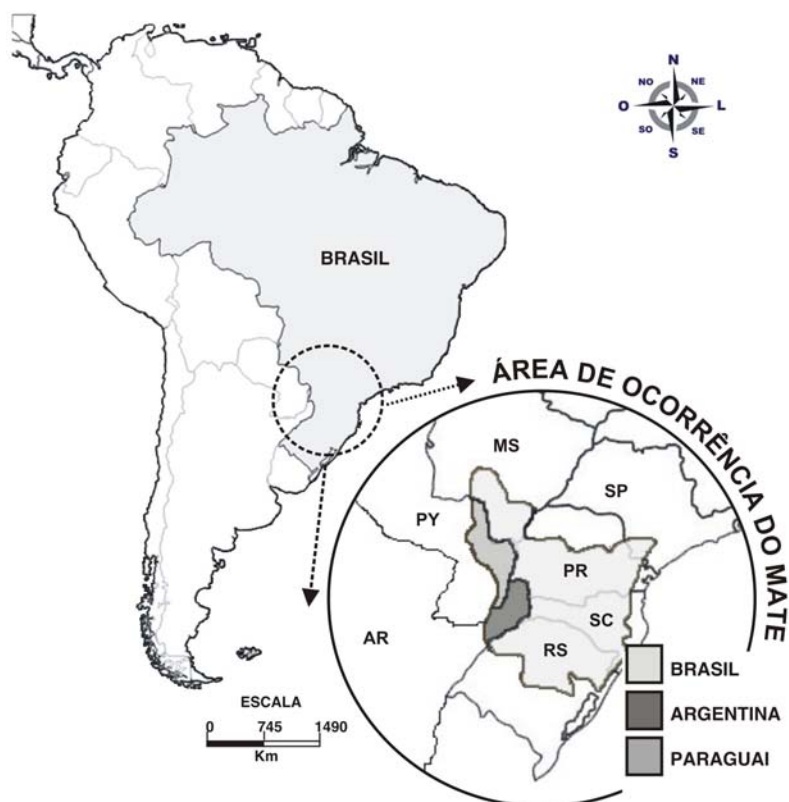 N
NO NE
O L
SO SE
S
BRASIL
ÁREA DE OCORRÊNCIA DO MATE
MS
SP
PY
PR
SC
AR
RS
BRASIL
ARGENTINA
PARAGUAI
ESCALA
0 745 1490
Km